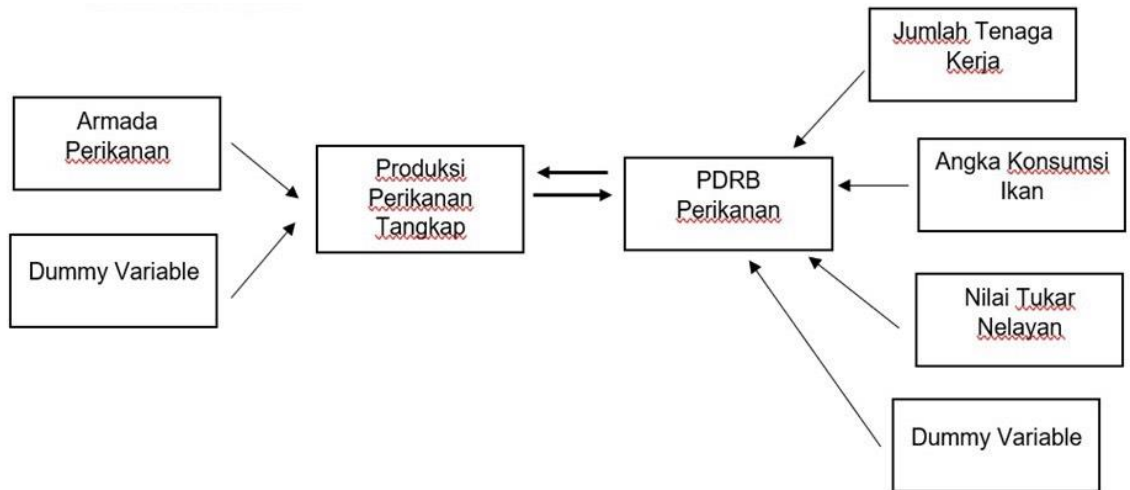 Armada
Perikanan
Dummy Variable
Produksi
Perikanan
Tangkap
PDRB
Perikanan
Jumlah Tenaga
Kerja
Angka Konsumsi
Ikan
Nilai Tukar
Nelayan
Dummy Variable